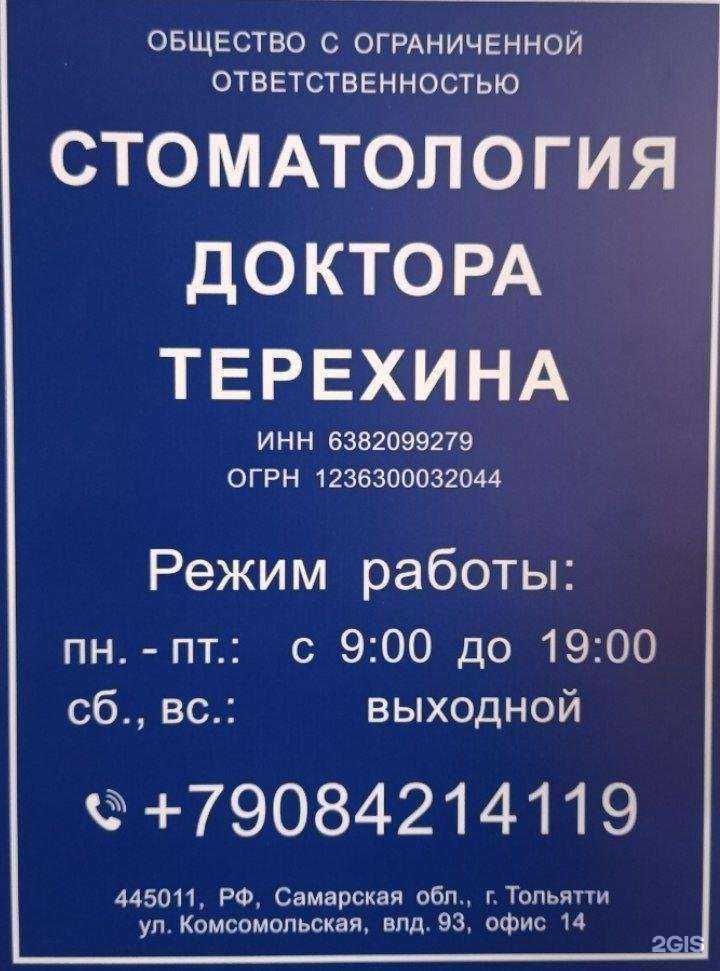 ОБЩЕСТВО С ОГРАНИЧЕННОЙ
ОТВЕТСТВЕННОСТЬЮ
СТОМАТОЛОГИЯ
ДОКТОРА
ТЕРЕХИНА
ИНН 6382099279
ОГРН 1236300032044
Режим работы:
пн. - пт.: с 9:00 до 19:00
сб., вс.: выходной
+79084214119
445011, РФ, Самарская обл., г. Тольятти
ул. Комсомольская, влд. 93, офис 14
2GIS